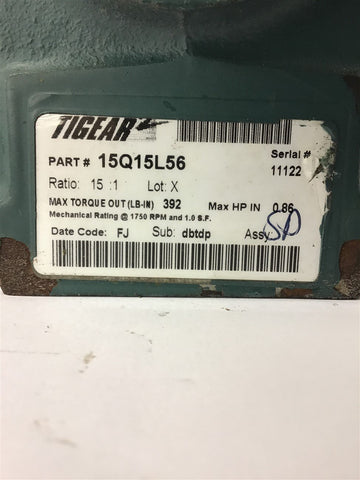 TIGEAR
Serial #
PART # 15Q15L56
11122
Ratio: 15 :1 Lot: X
MAX TORQUE OUT (LB-IN) 392 Max HP IN 0.86
Mechanical Rating @ 1750 RPM and 1.0 S.F.
Date Code: FJ Sub: dbtdp Assy: